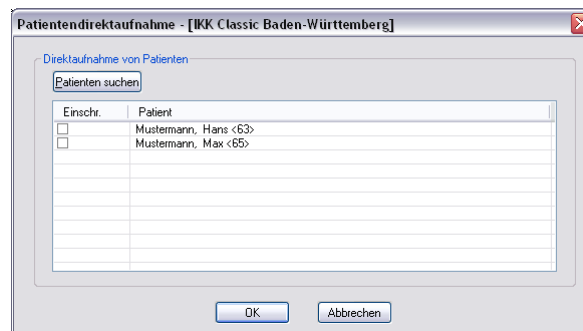 Patientendirektaufnahme - [IKK Classic Baden-Württemberg]
Direktaufnahme von Patienten
Patienten suchen
Einschr. Patient
Mustermann, Hans <63>
Mustermann, Max <65>
OK Abbrechen